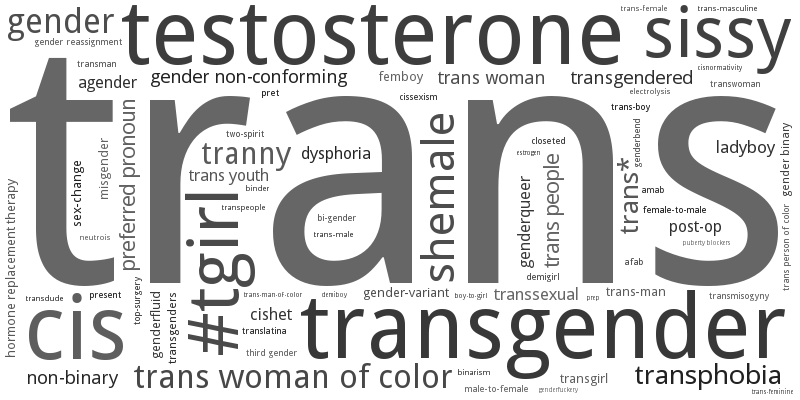 trans-female
trans-masculine
gender
testosterone
sissy
gender reassignment
transman
cisnormativity
agender
gender non-conforming
femboy
trans woman
transgendered
transwoman
pret
cissexism
electrolysis
trans
trans-boy
genderbend
gender binary
preferred pronoun
misgender
two-spirit
tranny
dysphoria
closeted
estrogen
ladyboy
sex-change
trans youth
binder
shemale
genderqueer
trans people
trans*
amab
hormone replacement therapy
#tgirl
transpeople
bi-gender
female-to-male
trans person of color
neutrois
trans-male
post-op
puberty blockers
afab
demigirl
transdude
present
top-surgery
genderfluid
transgenders
trans-man-of-color
demiboy
gender-variant
boy-to-girl
transsexual
pmp
trans-man
transmisogyny
cis
cishet
translatina
transgender
third gender
non-binary
trans woman of color
binarism
male-to-female
transgirl
genderfuckery
transphobia
trans-feminine